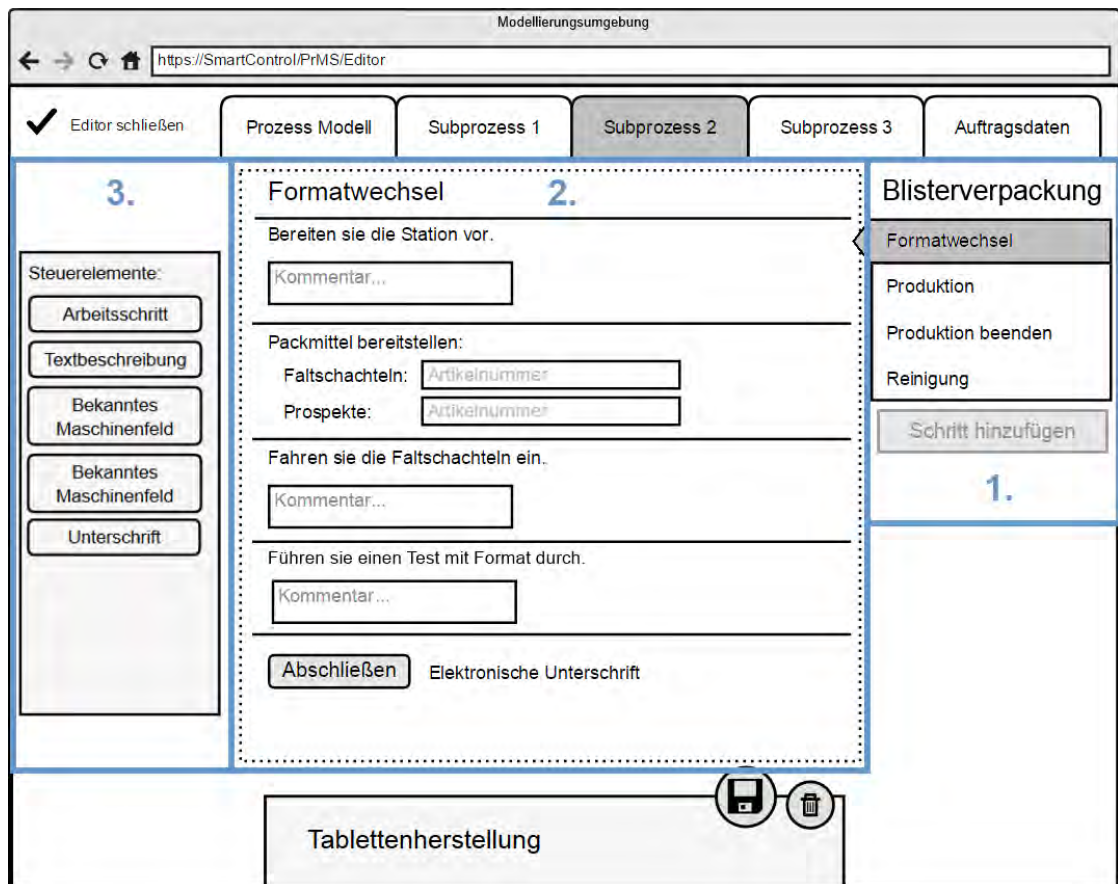 Modellierungsumgebung
https://SmartControl/PrMS/Editor
Editor schließen
Prozess Modell
Subprozess 1
Subprozess 2
Subprozess 3
Auftragsdaten
3.
Steuerelemente:
Arbeitsschritt
Textbeschreibung
Bekanntes
Maschinenfeld
Bekanntes
Maschinenfeld
Unterschrift
Formatwechsel
2.
Bereiten sie die Station vor.
Kommentar...
Packmittel bereitstellen:
Faltschachteln: Artikelnummer
Prospekte: Artikelnummer
Fahren sie die Faltschachteln ein.
Kommentar...
Führen sie einen Test mit Format durch.
Kommentar...
Abschließen Elektronische Unterschrift
Blisterverpackung
Formatwechsel
Produktion
Produktion beenden
Reinigung
Schritt hinzufügen
1.
Tablettenherstellung